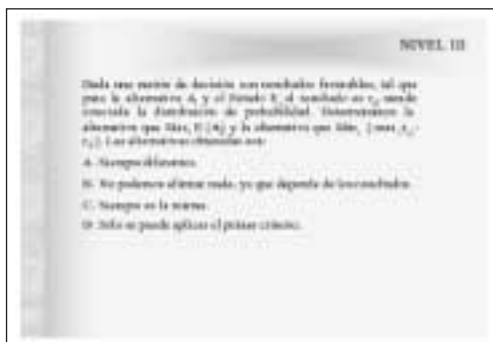 NIVEL III
Dada una matriz de decisión con resultados favorables, tal que
para la alternativa A, y el Estado E, el resultado es r, siendo
conocida la distribución de probabilidad. Determinamos la
alternativa que Max, E (A) y la alternativa que Min,
Las alternativas obtenidas son:
A. Siempre diferentes.
B. No podemos afirmar nada, ya que depende de los resultados.
C. Siempre es la misma.
D. Sólo se puede aplicar el primer criterio.